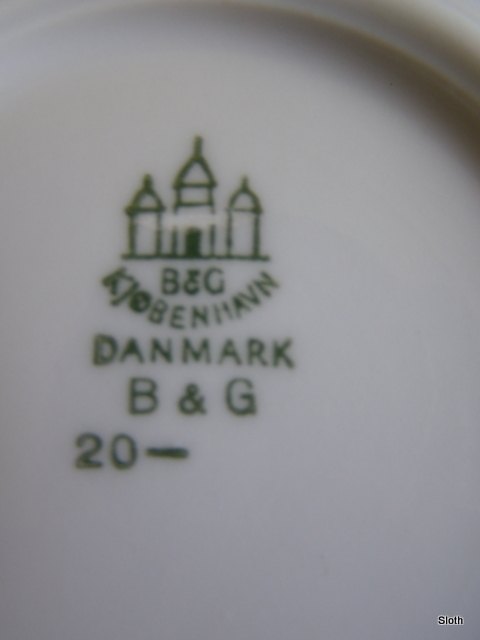 B&G
KJØBENHAVN
DANMARK
B & G
20—
Sloth